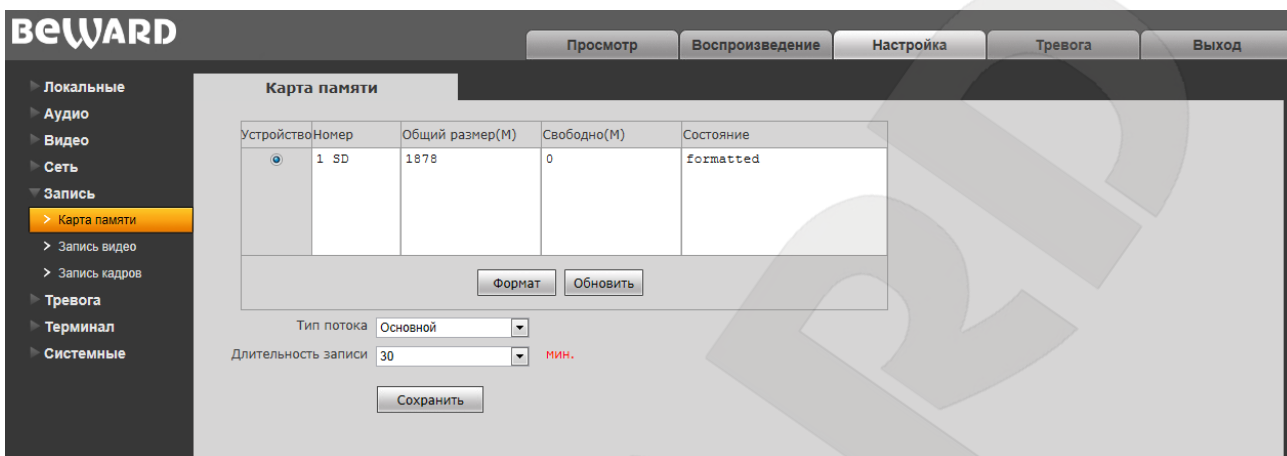 BEWARD
Просмотр Воспроизведение Настройка Тревога Выход
Локальные
Аудио
Видео
Сеть
Запись
> Карта памяти
> Запись видео
> Запись кадров
Тревога
Терминал
Системные
Карта памяти
Устройство Номер Общий размер(М) Свободно(М) Состояние
1 SD 1878 0 formatted
Формат Обновить
Тип потока Основной
Длительность записи 30 мин.
Сохранить